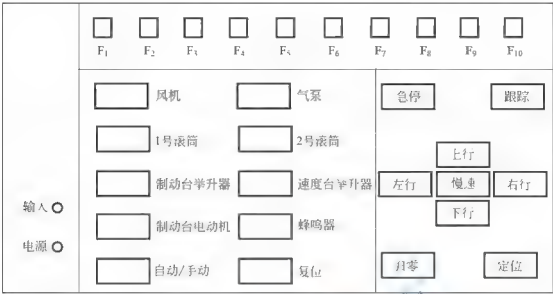 F1 F2 F3 F4 F5 F6 F7 F8 F9 F10
风机 气泵 急停 跟踪
1号滚筒 2号滚筒
上行
制动台举升器 速度台举升器 左行 慢速 右行
输入
制动台电动机 蜂鸣器 下行
电源
自动/手动 复位 归零 定位